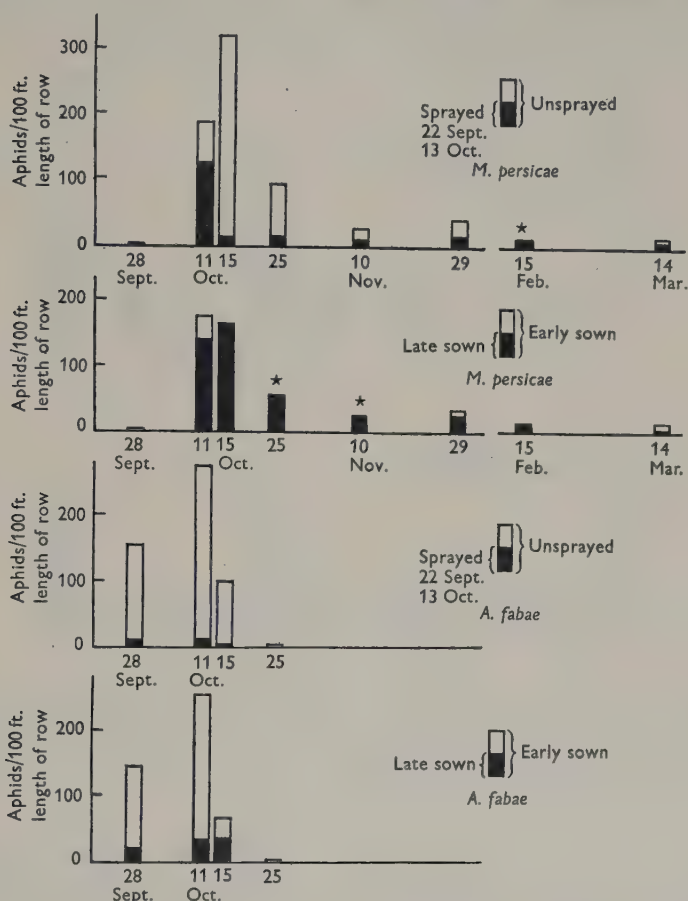 Aphids/100 ft.
length of row
300
200
100
0
Sprayed
22 Sept.
13 Oct.
Unsprayed
M. persicae
*
28 11 15 25 10 29 15 14
Sept. Oct. Nov. Feb. Mar.
Aphids/100 ft.
length of row
200
100
0
Late sown
Early sown
M. persicae
* *
28 11 15 25 10 29 15 14
Sept. Oct. Nov. Feb. Mar.
Aphids/100 ft.
length of row
200
100
0
Sprayed
22 Sept.
13 Oct.
Unsprayed
A. fabae
28 11 15 25
Sept. Oct.
Aphids/100 ft.
length of row
200
100
0
Late sown
Early sown
A. fabae
28 11 15 25
Sept. Oct.